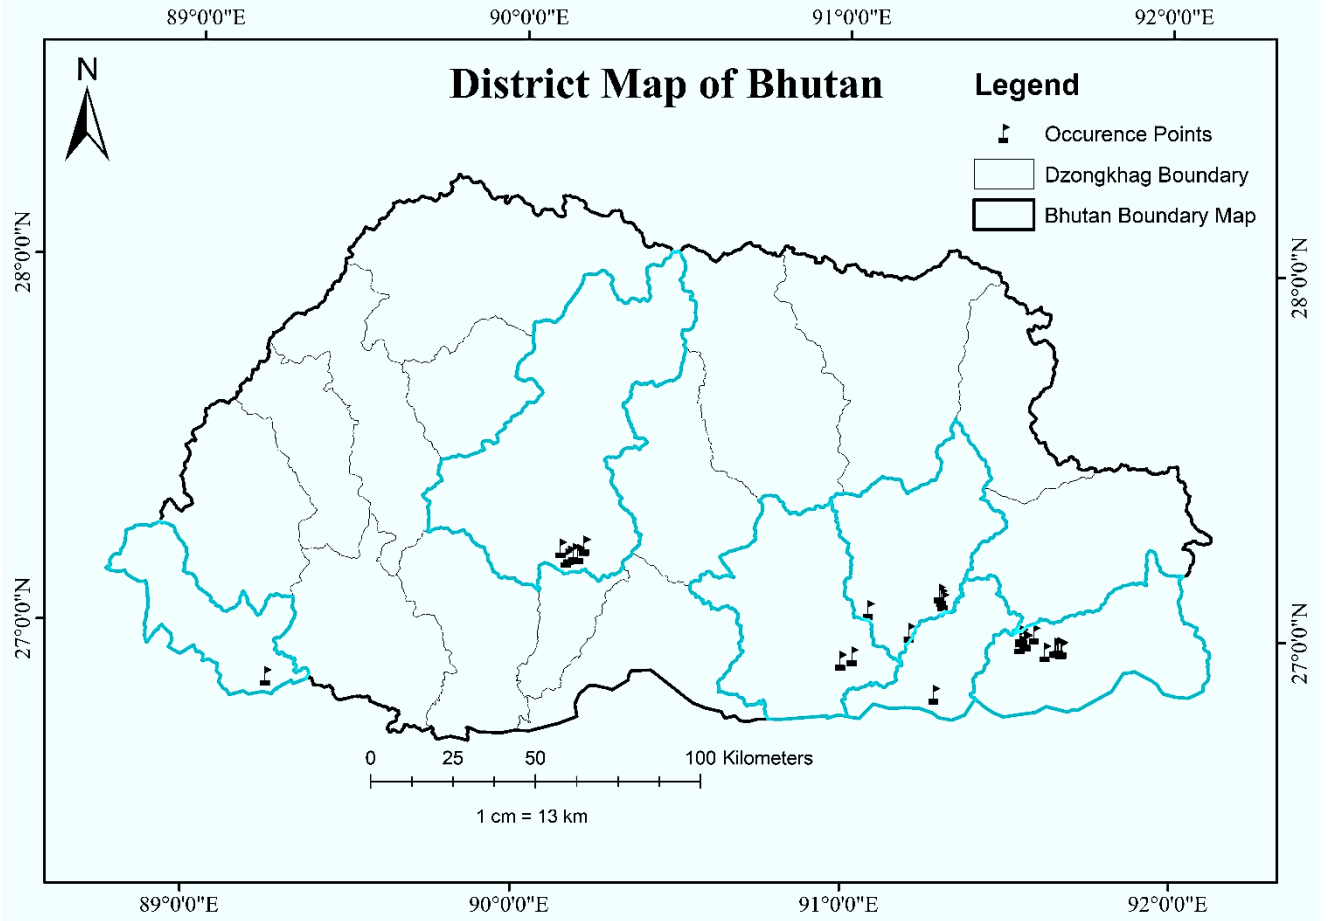 89°0'0"E 90°0'0"E 91°0'0"E 92°0'0"E
N
District Map of Bhutan
Legend
Occurence Points
Dzongkhag Boundary
Bhutan Boundary Map
28°0'0"N
28°0'0"N
27°0'0"N
27°0'0"N
0 25 50 100 Kilometers
1 cm = 13 km
89°0'0"E 90°0'0"E 91°0'0"E 92°0'0"E